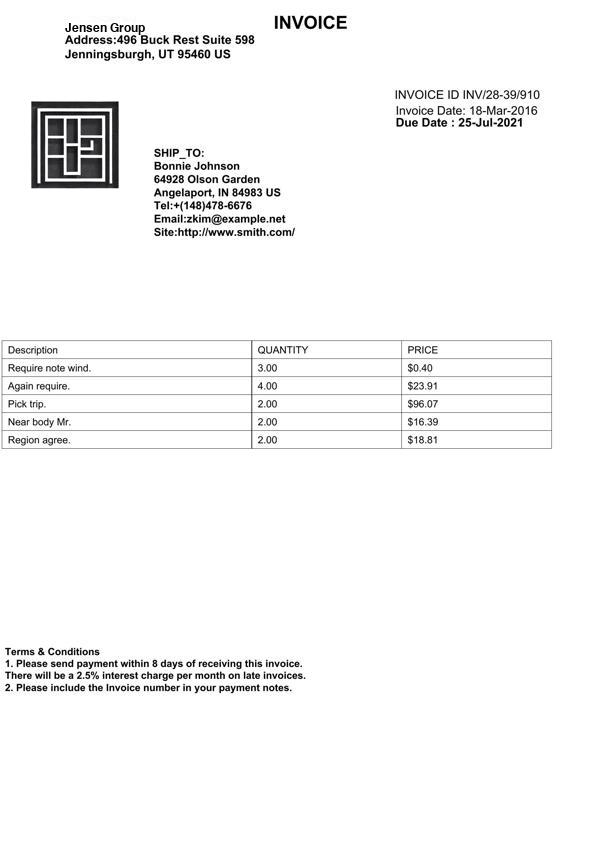 INVOICE
Jensen Group
Address:496 Buck Rest Suite 598
Jenningsburgh, UT 95460 US
INVOICE ID INV/28-39/910
Invoice Date: 18-Mar-2016
Due Date : 25-Jul-2021
SHIP_TO:
Bonnie Johnson
64928 Olson Garden
Angelaport, IN 84983 US
Tel:+(148)478-6676
Email:zkim@example.net
Site:http://www.smith.com/
Description QUANTITY PRICE
Require note wind. 3.00 $0.40
Again require. 4.00 $23.91
Pick trip. 2.00 $96.07
Near body Mr. 2.00 $16.39
Region agree. 2.00 $18.81
Terms & Conditions
1. Please send payment within 8 days of receiving this invoice.
There will be a 2.5% interest charge per month on late invoices.
2. Please include the Invoice number in your payment notes.